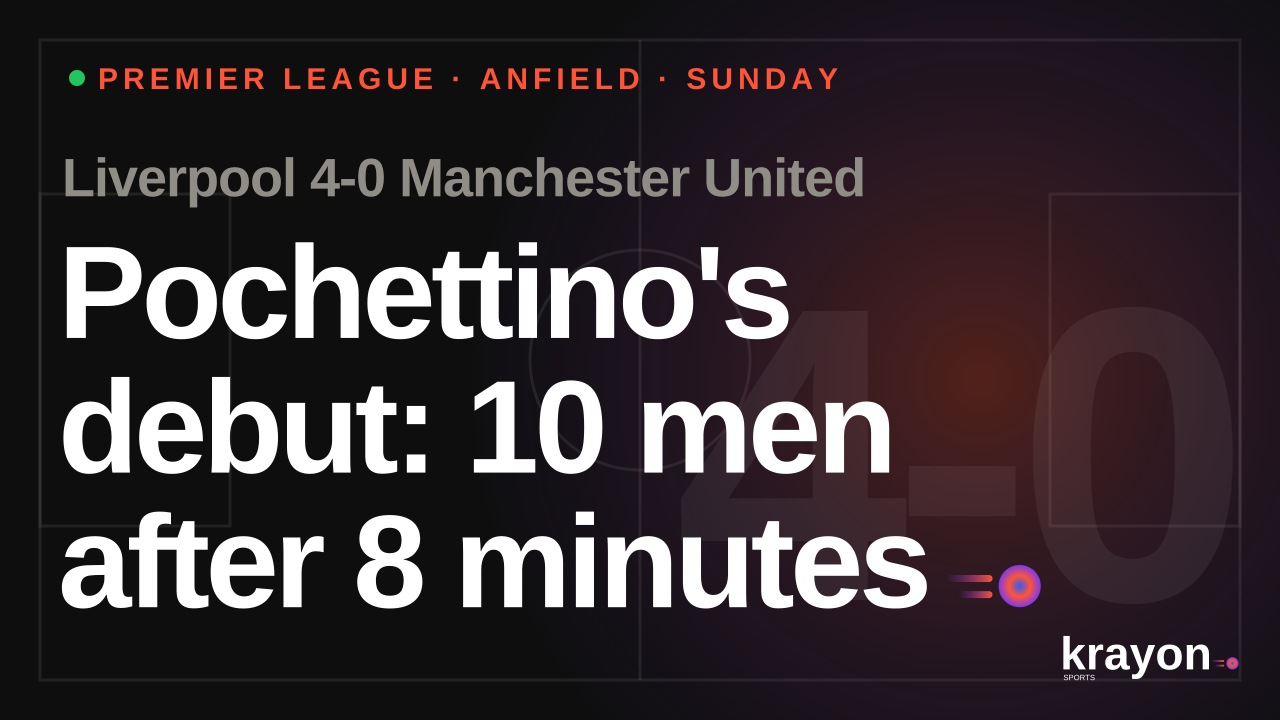 PREMIER LEAGUE · ANFIELD · SUNDAY
Liverpool 4-0 Manchester United
Pochettino's
debut: 10 men
after 8 minutes
4-0
krayon
SPORTS